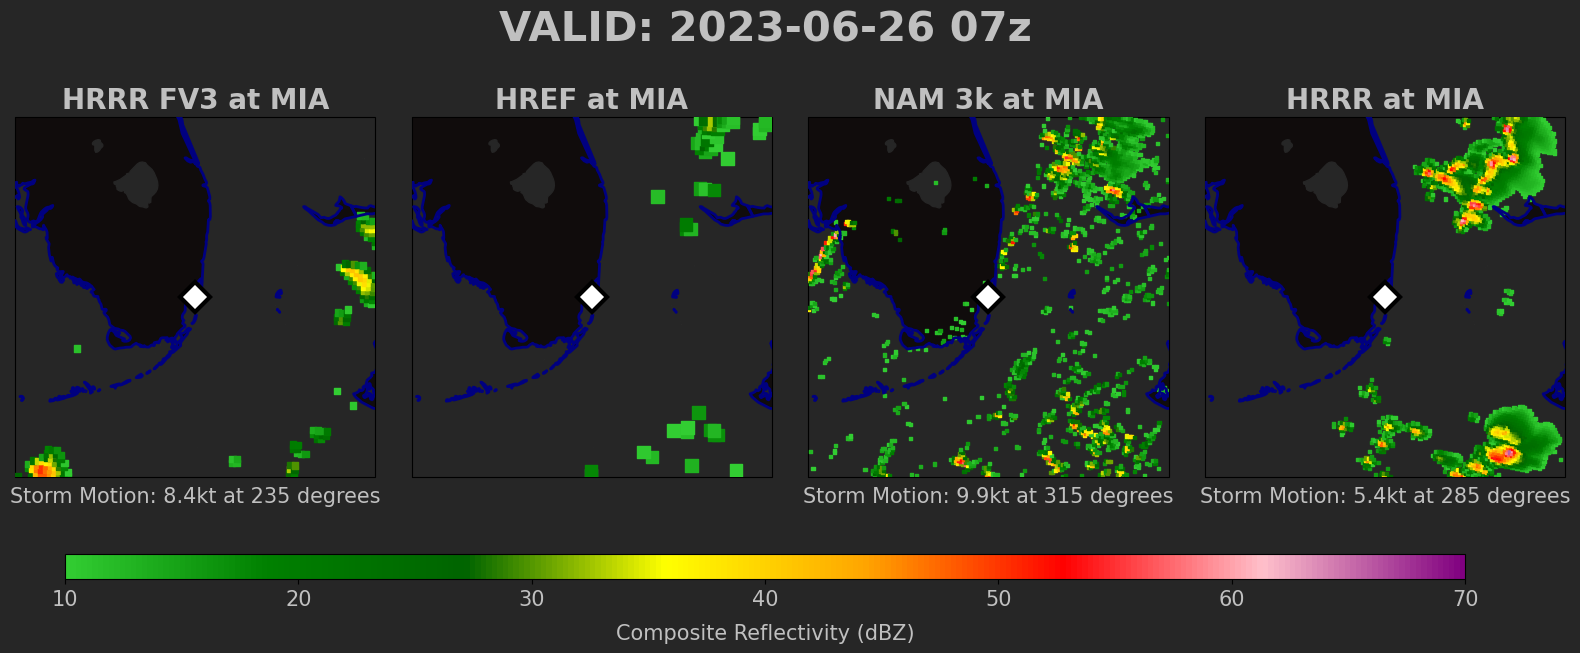 VALID: 2023-06-26 07z
HRRR FV3 at MIA
HREF at MIA
NAM 3k at MIA
HRRR at MIA
Storm Motion: 8.4kt at 235 degrees
Storm Motion: 9.9kt at 315 degrees
Storm Motion: 5.4kt at 285 degrees
10 20 30 40 50 60 70
Composite Reflectivity (dBZ)